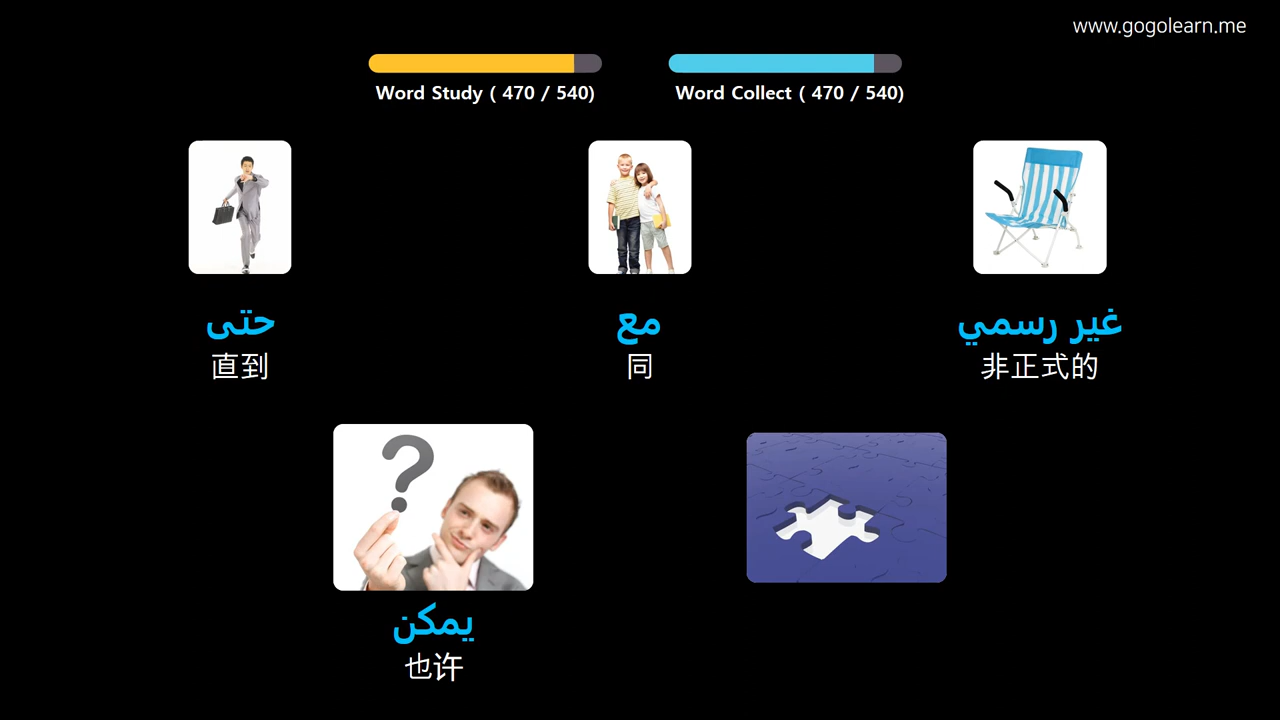 www.gogolearn.me
Word Study ( 470 / 540)
Word Collect ( 470 / 540)
حتى
直到
مع
同
غير رسمي
非正式的
يمكن
也许